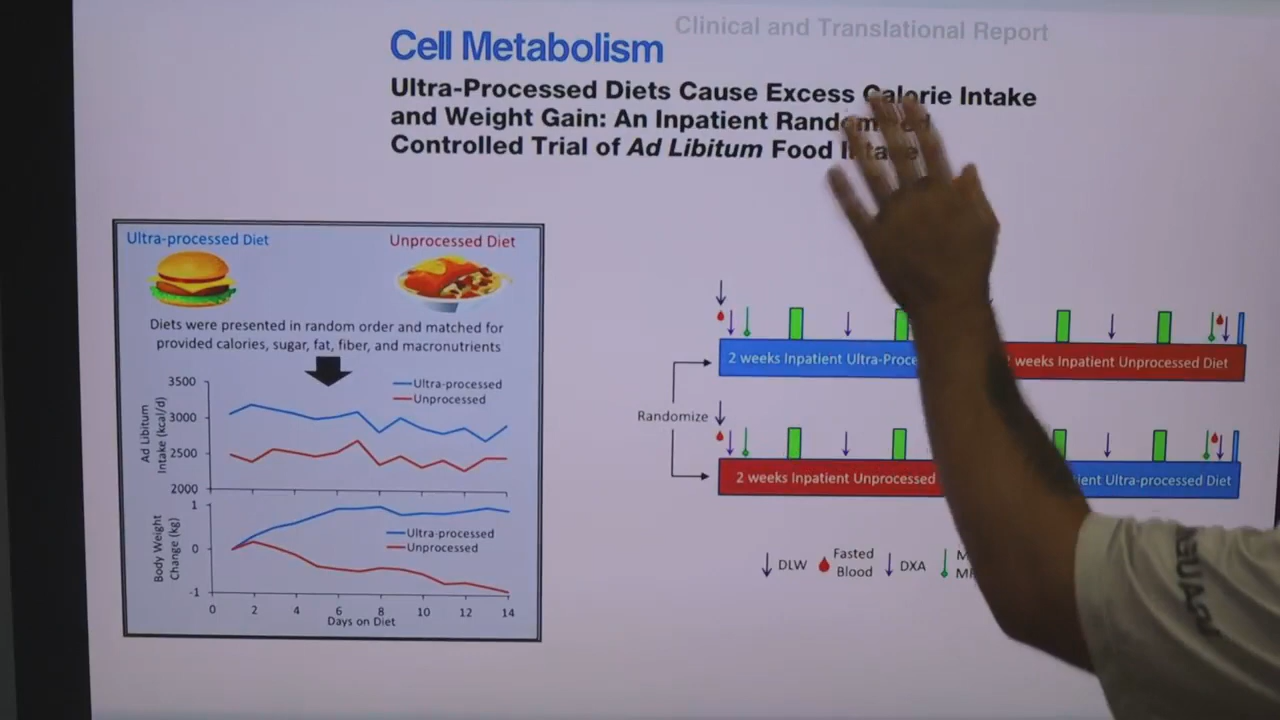 Clinical and Translational Report
Cell Metabolism
Ultra-Processed Diets Cause Excess Calorie Intake
and Weight Gain: An Inpatient
Controlled Trial of Ad Libitum Food
Ultra-processed Diet
Unprocessed Diet
Diets were presented in random order and matched for
provided calories, sugar, fat, fiber, and macronutrients
Ad Libitum
Intake (kcal/d)
3500
3000
2500
2000
Ultra-processed
Unprocessed
Body Weight
Change (kg)
1
0
-1
Ultra-processed
Unprocessed
0 2 4 6 8 10 12 14
Days on Diet
Randomize
2 weeks Inpatient
weeks Inpatient Unprocessed Diet
2 weeks Inpatient Unprocessed
Ultra-processed Diet
DLW
Fasted
Blood
DXA